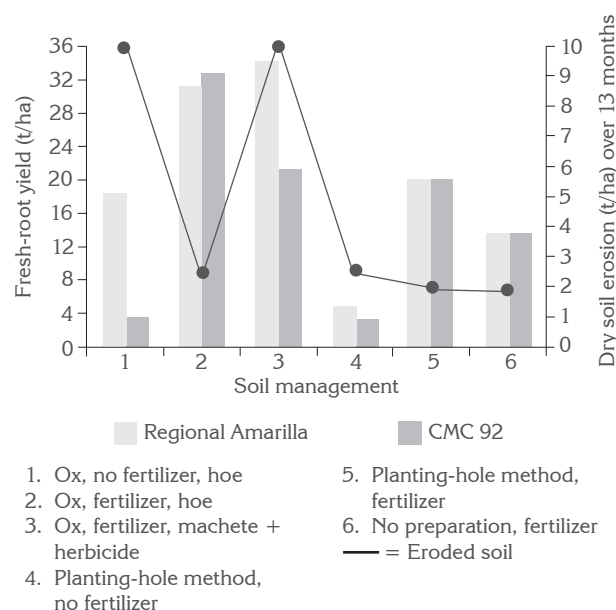 Fresh-root yield (t/ha)
36
32
28
24
20
16
12
8
4
0
10
9
8
7
6
5
4
3
2
1
0
Dry soil erosion (t/ha) over 13 months
1 2 3 4 5 6
Soil management
Regional Amarilla
CMC 92
1. Ox, no fertilizer, hoe
2. Ox, fertilizer, hoe
3. Ox, fertilizer, machete +
herbicide
4. Planting-hole method,
no fertilizer
5. Planting-hole method,
fertilizer
6. No preparation, fertilizer
= Eroded soil